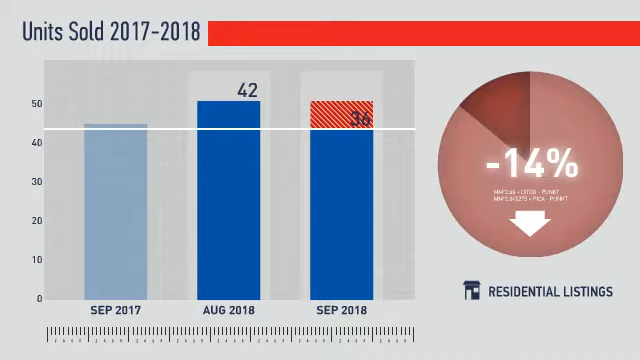 Units Sold 2017-2018
42
36
50
40
30
20
10
0
SEP 2017
AUG 2018
SEP 2018
-14%
RESIDENTIAL LISTINGS